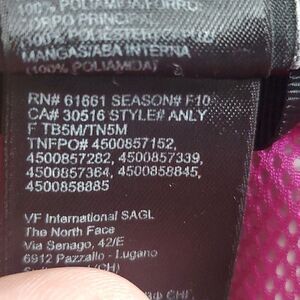 100% POLIAMIDA/FORRO
CORPO PRINCIPAL
100% POLIESTER/CAPUZ
MANGAS/ABA INTERNA
(100% POLIAMIDA)
RN# 61661 SEASON# F10
CA# 30516 STYLE# ANLY
F TB5M/TN5M
TNFPO# 4500857152,
4500857282, 4500857339,
4500857364, 4500858845,
4500858885
VF International SAGL
The North Face
Via Senago, 42/E
6912 Pazzallo - Lugano
(CH)